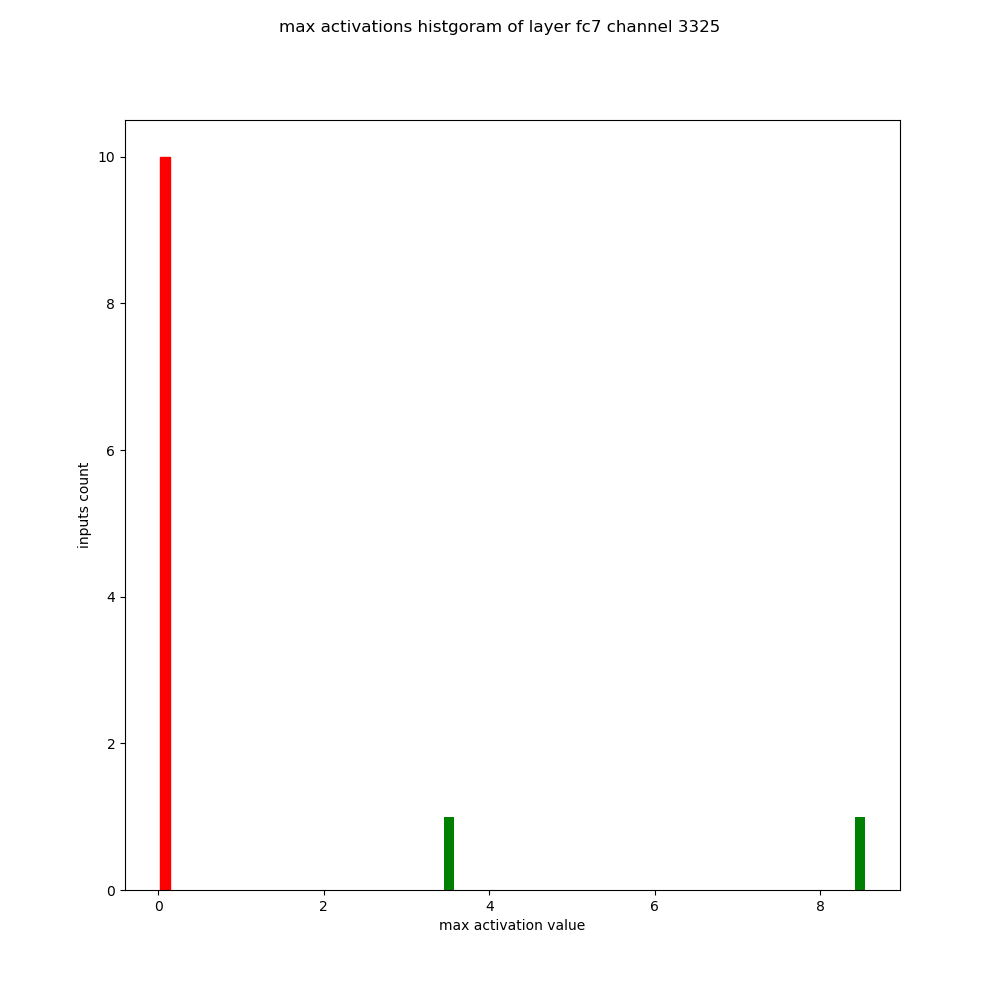 max activations histgoram of layer fc7 channel 3325
10
8
6
4
2
0
inputs count
0 2 4 6 8
max activation value